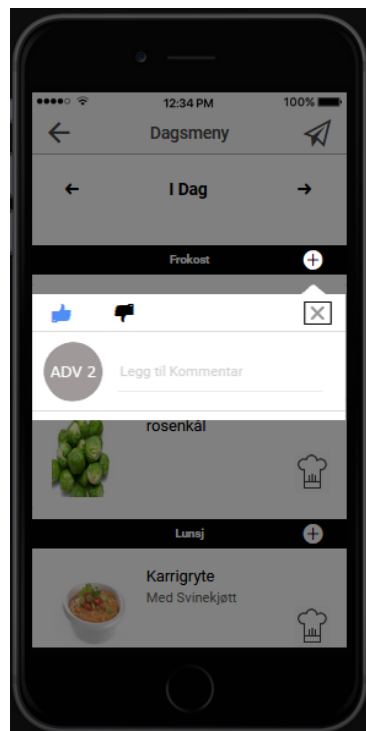 12:34 PM
100%
Dagsmeny
I Dag
Frokost
ADV 2
Legg til Kommentar
rosenkål
Lunsj
Karrigryte
Med Svinekjøtt